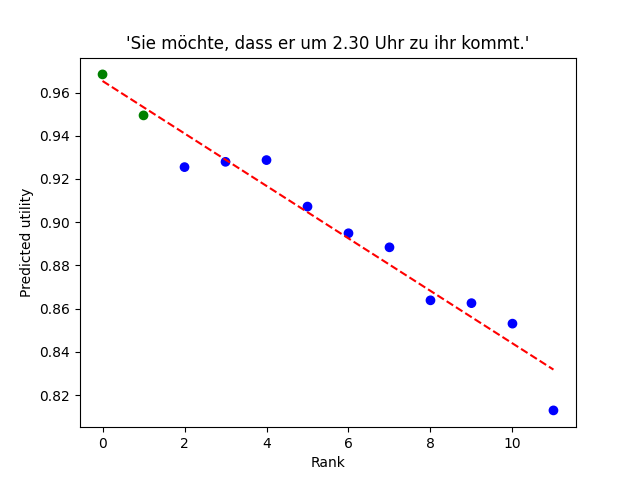 'Sie möchte, dass er um 2.30 Uhr zu ihr kommt.'
Predicted utility
0.96
0.94
0.92
0.90
0.88
0.86
0.84
0.82
0 2 4 6 8 10
Rank